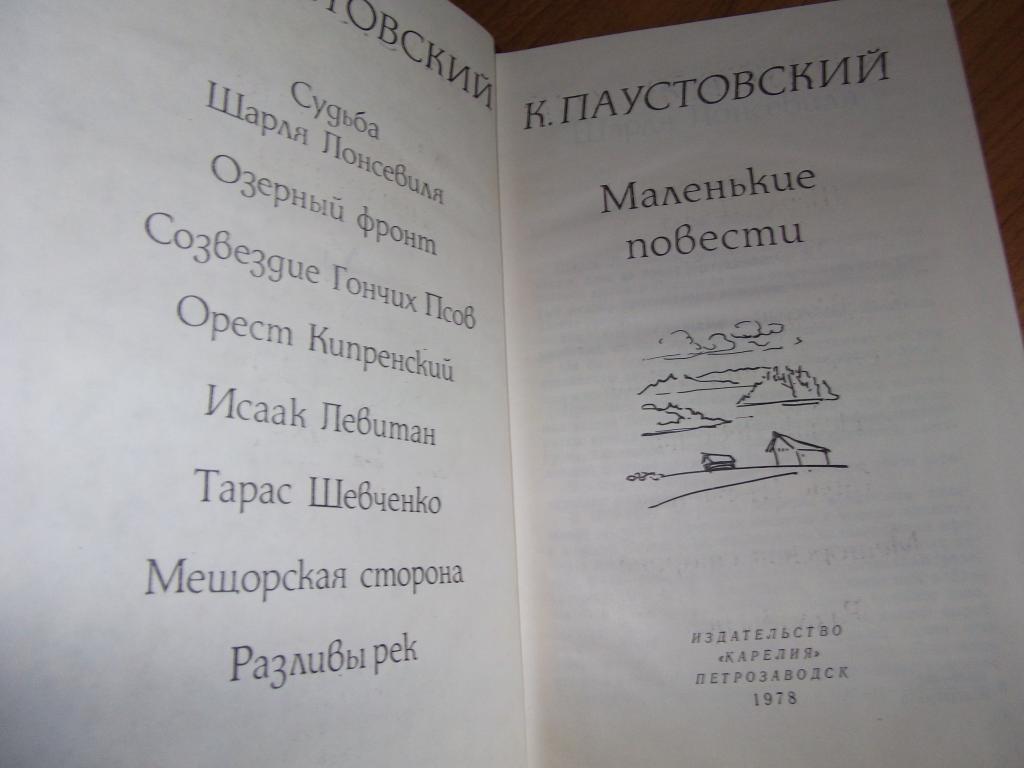 УСТОВСКИЙ
Судьба
Шарля Лонсевиля
Озерный фронт
Созвездие Гончих Псов
Орест Кипренский
Исаак Левитан
Тарас Шевченко
Мещорская сторона
Разливы рек
К. ПАУСТОВСКИЙ
Маленькие
повести
ИЗДАТЕЛЬСТВО
«КАРЕЛИЯ»
ПЕТРОЗАВОДСК
1978